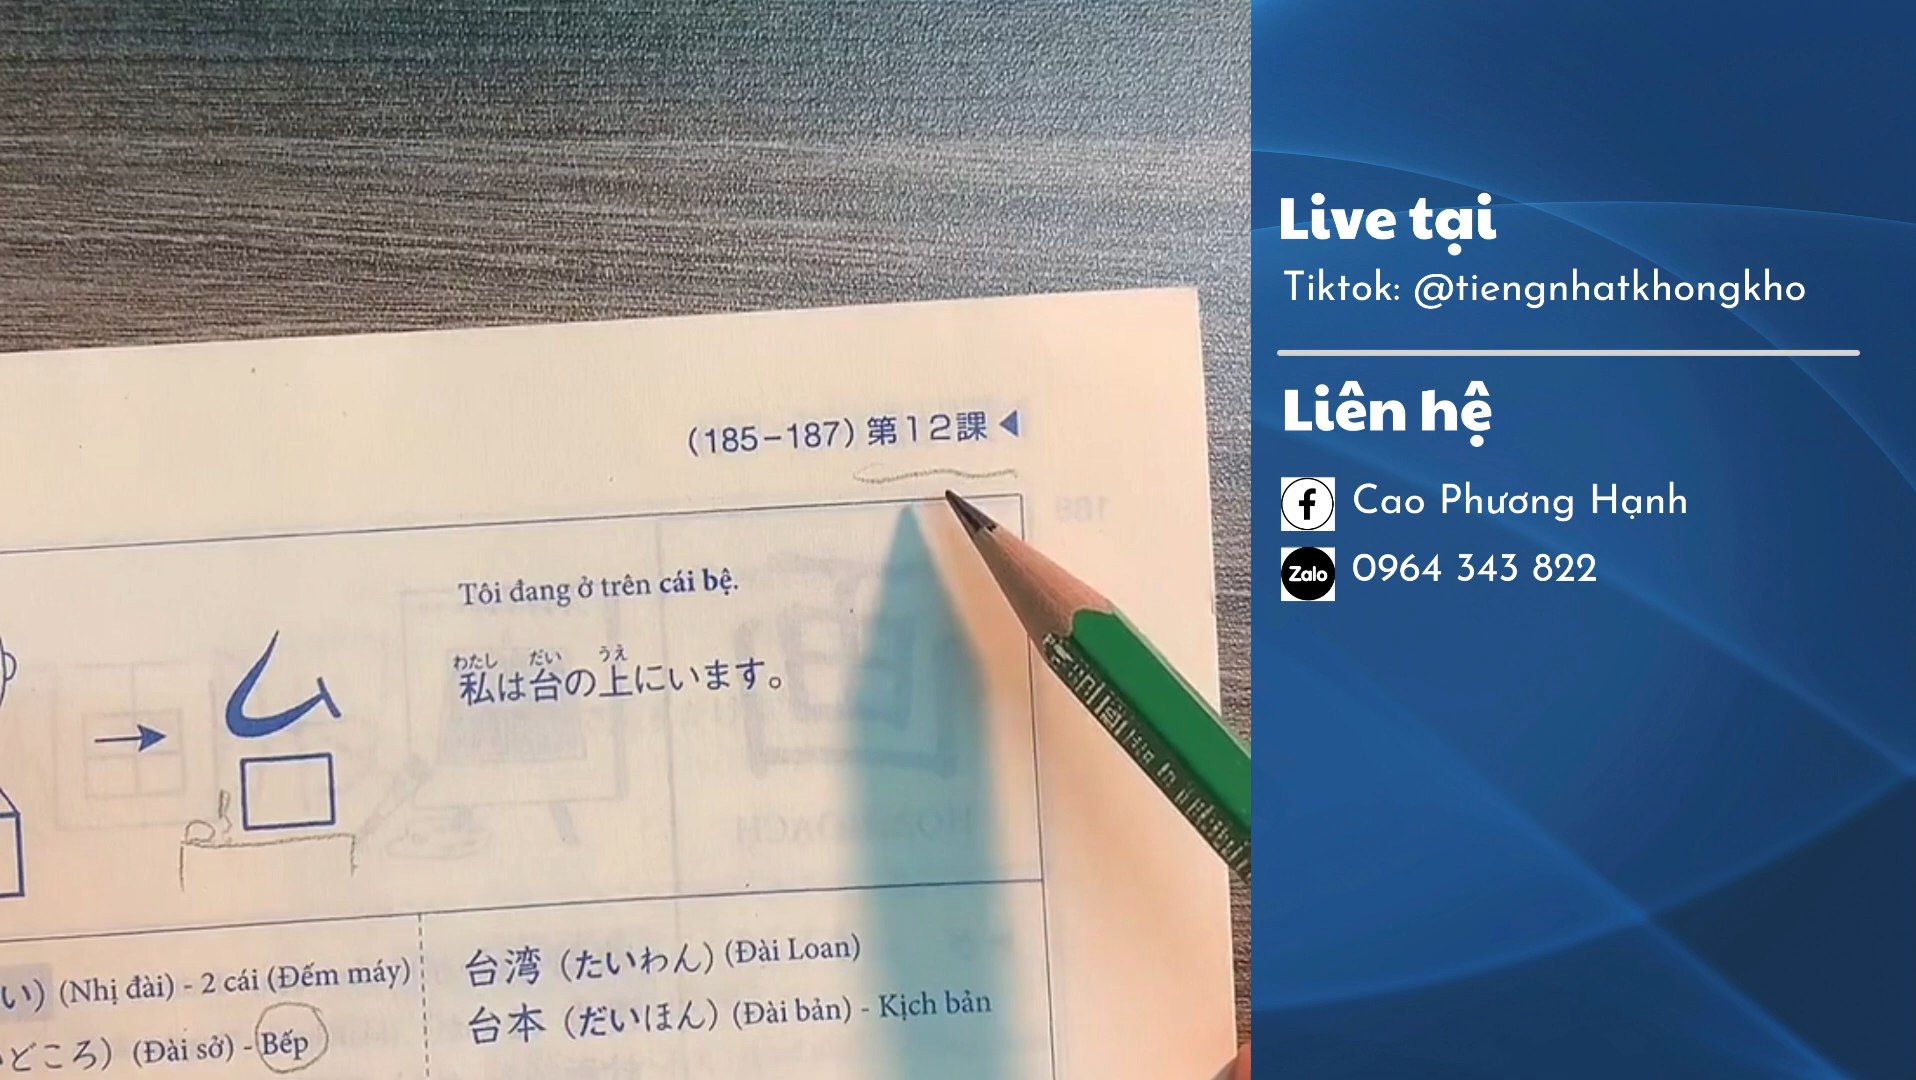 (185-187) 第12課◀
Tôi đang ở trên cái bệ.
わたし だい うえ
私は台の上にいます。
い) (Nhị đài) - 2 cái (Đếm máy)
どころ) (Đài sở) - Bếp
台湾 (たいわん) (Đài Loan)
台本 (だいほん) (Đài bản) - Kịch bản
Live tại
Tiktok: @tiengnhatkhongkho
Liên hệ
Cao Phương Hạnh
Zalo 0964 343 822